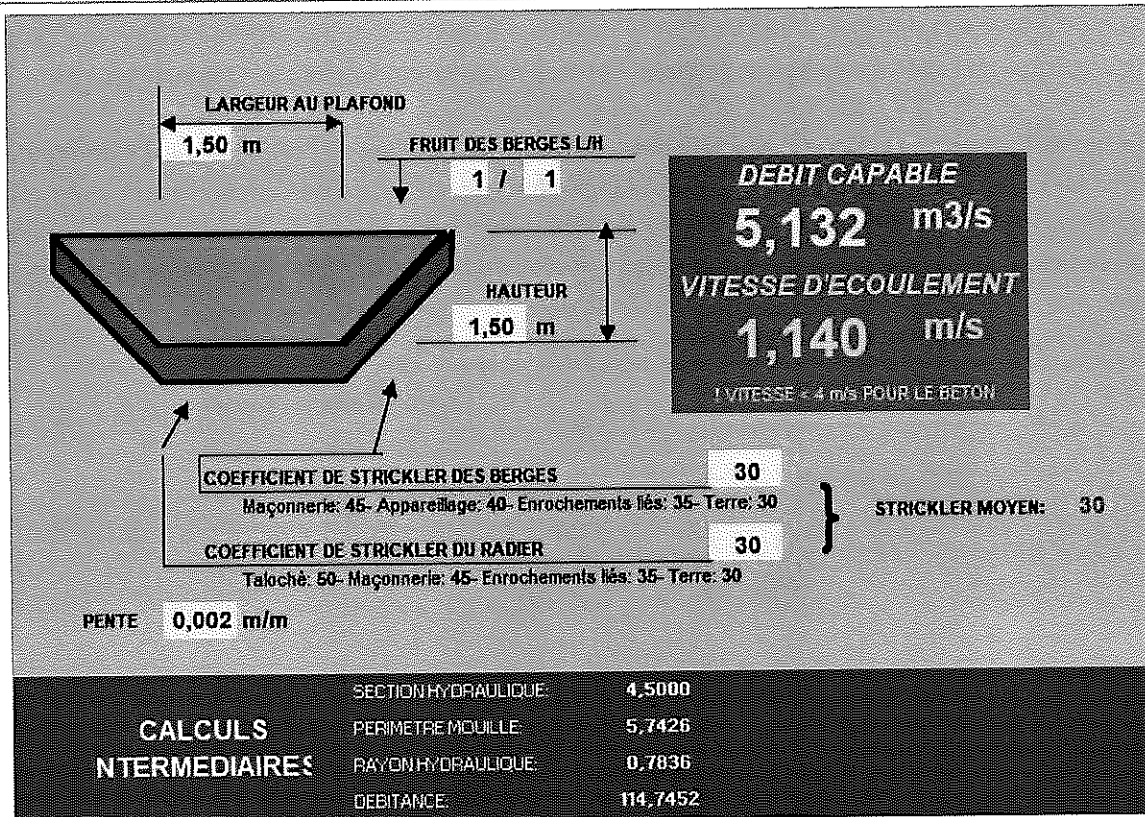 LARGEUR AU PLAFOND
1,50 m
FRUIT DES BERGES L/H
1 / 1
HAUTEUR
1,50 m
DEBIT CAPABLE
5,132 m3/s
VITESSE D'ECOULEMENT
1,140 m/s
! VITESSE < 4 m/s POUR LE BETON
COEFFICIENT DE STRICKLER DES BERGES 30
Maçonnerie: 45- Appareillage: 40- Enrochements liés: 35- Terre: 30
STRICKLER MOYEN: 30
COEFFICIENT DE STRICKLER DU RADIER 30
Taloché: 50- Maçonnerie: 45- Enrochements liés: 35- Terre: 30
PENTE 0,002 m/m
CALCULS
NTERMEDIAIRES
SECTION HYDRAULIQUE: 4,5000
PERIMETRE MOUILLE: 5,7426
RAYON HYDRAULIQUE: 0,7836
DEBITANCE: 114,7452